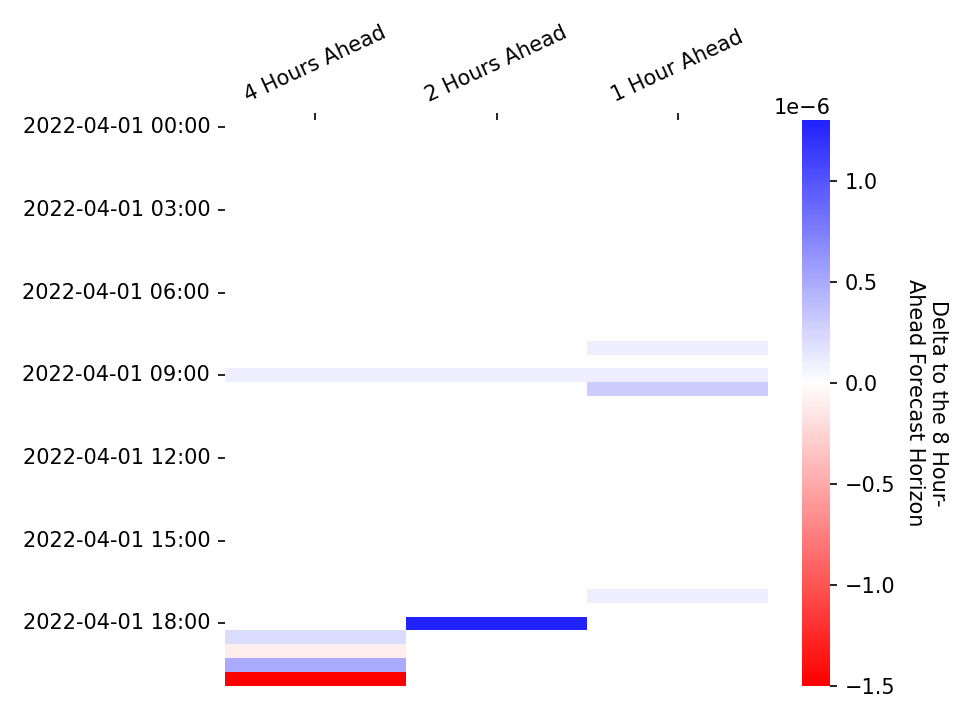 4 Hours Ahead
2 Hours Ahead
1 Hour Ahead
1e−6
2022-04-01 00:00
2022-04-01 03:00
2022-04-01 06:00
2022-04-01 09:00
2022-04-01 12:00
2022-04-01 15:00
2022-04-01 18:00
1.0
0.5
0.0
−0.5
−1.0
−1.5
Delta to the 8 Hour-
Ahead Forecast Horizon